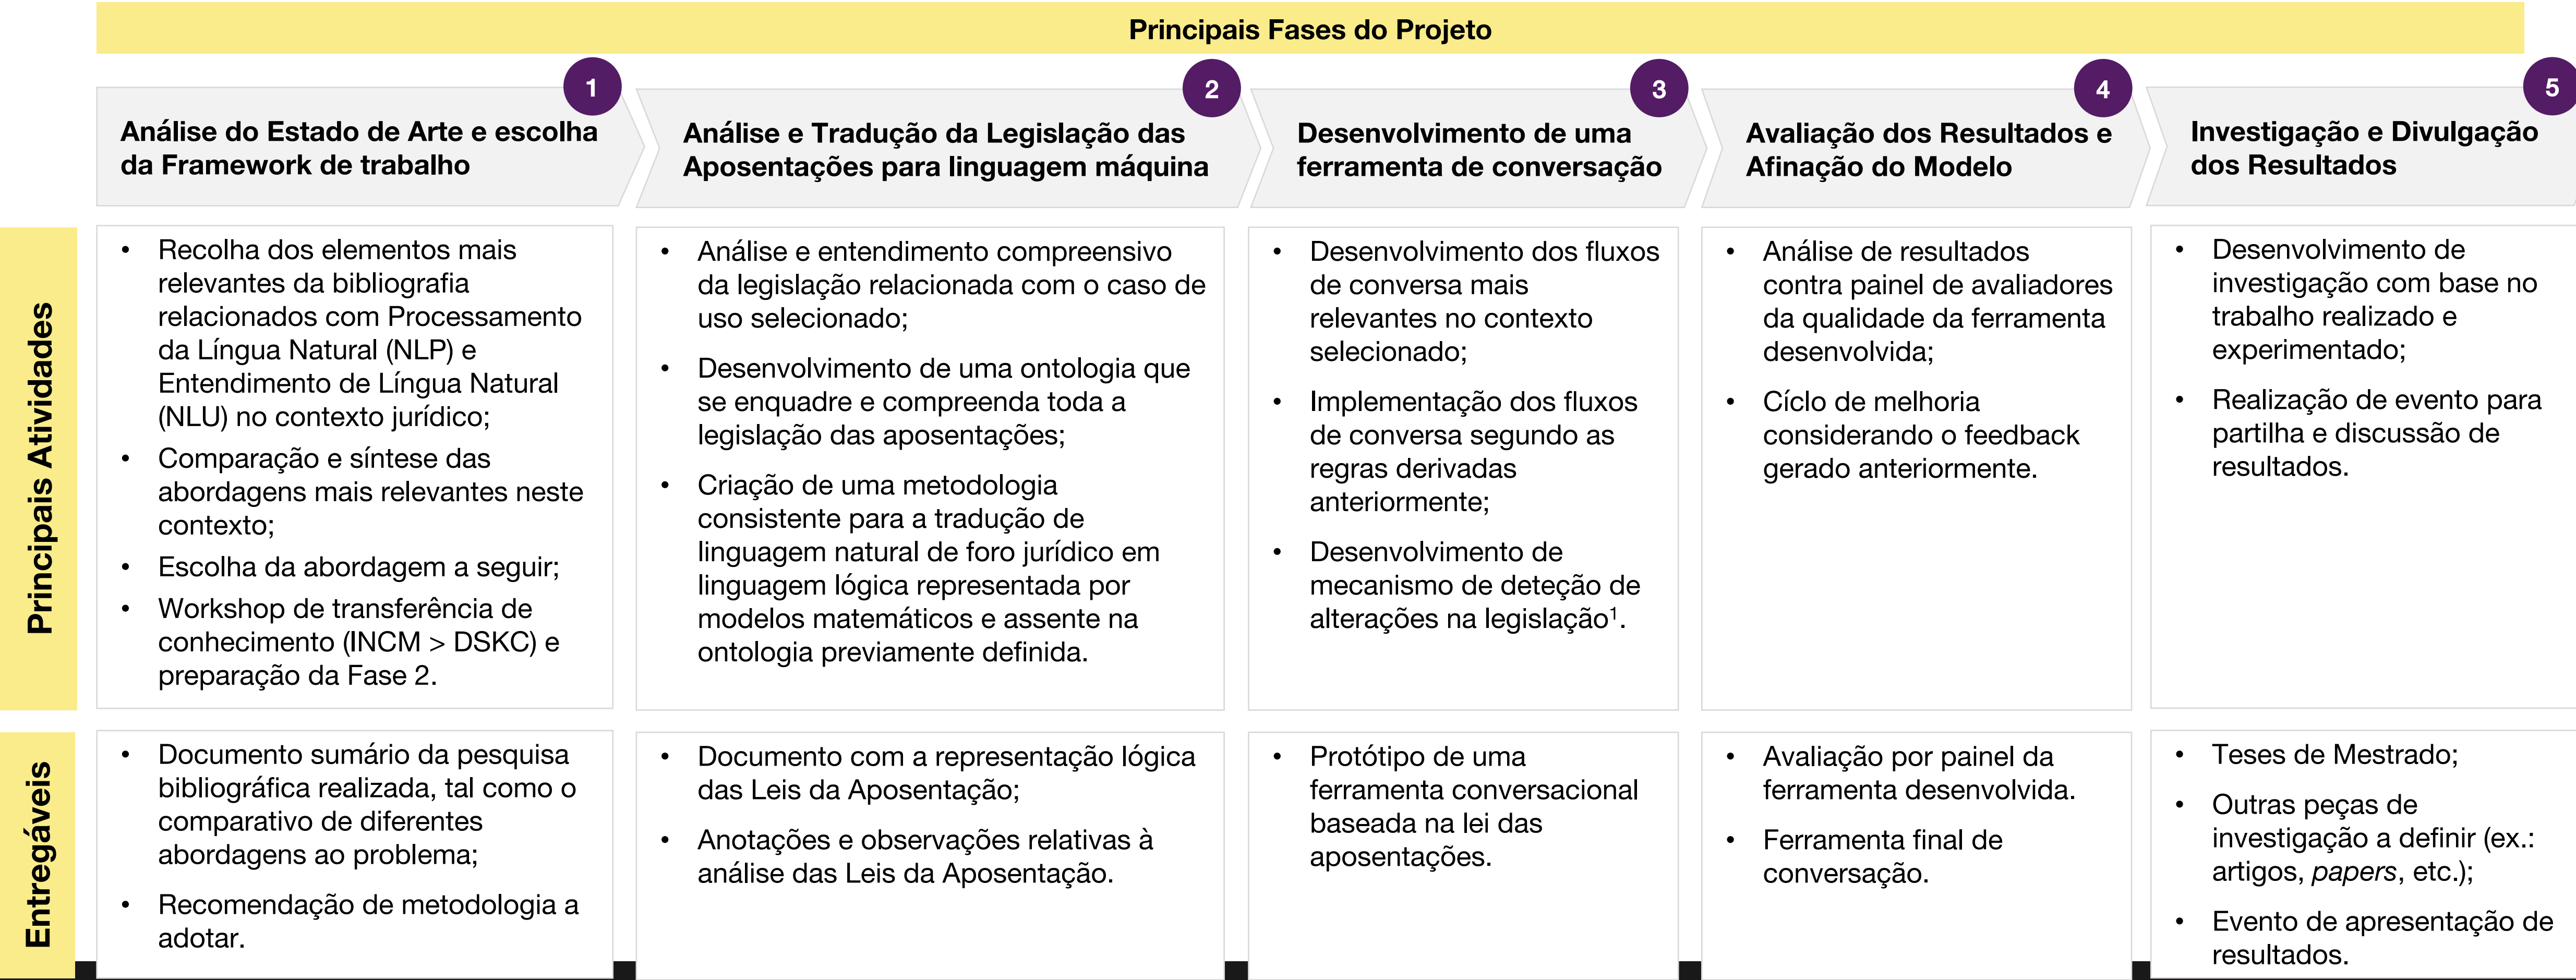 Principais Fases do Projeto
1
Análise do Estado de Arte e escolha
da Framework de trabalho
2
Análise e Tradução da Legislação das
Aposentações para linguagem máquina
3
Desenvolvimento de uma
ferramenta de conversação
4
Avaliação dos Resultados e
Afinação do Modelo
5
Investigação e Divulgação
dos Resultados
Principais Atividades
• Recolha dos elementos mais
relevantes da bibliografia
relacionados com Processamento
da Língua Natural (NLP) e
Entendimento de Língua Natural
(NLU) no contexto jurídico;
• Comparação e síntese das
abordagens mais relevantes neste
contexto;
• Escolha da abordagem a seguir;
• Workshop de transferência de
conhecimento (INCM > DSKC) e
preparação da Fase 2.
• Análise e entendimento compreensivo
da legislação relacionada com o caso de
uso selecionado;
• Desenvolvimento de uma ontologia que
se enquadre e compreenda toda a
legislação das aposentações;
• Criação de uma metodologia
consistente para a tradução de
linguagem natural de foro jurídico em
linguagem lógica representada por
modelos matemáticos e assente na
ontologia previamente definida.
• Desenvolvimento dos fluxos
de conversa mais
relevantes no contexto
selecionado;
• Implementação dos fluxos
de conversa segundo as
regras derivadas
anteriormente;
• Desenvolvimento de
mecanismo de deteção de
alterações na legislação¹.
• Análise de resultados
contra painel de avaliadores
da qualidade da ferramenta
desenvolvida;
• Cíclo de melhoria
considerando o feedback
gerado anteriormente.
• Desenvolvimento de
investigação com base no
trabalho realizado e
experimentado;
• Realização de evento para
partilha e discussão de
resultados.
Entregáveis
• Documento sumário da pesquisa
bibliográfica realizada, tal como o
comparativo de diferentes
abordagens ao problema;
• Recomendação de metodologia a
adotar.
• Documento com a representação lógica
das Leis da Aposentação;
• Anotações e observações relativas à
análise das Leis da Aposentação.
• Protótipo de uma
ferramenta conversacional
baseada na lei das
aposentações.
• Avaliação por painel da
ferramenta desenvolvida.
• Ferramenta final de
conversação.
• Teses de Mestrado;
• Outras peças de
investigação a definir (ex.:
artigos, papers, etc.);
• Evento de apresentação de
resultados.